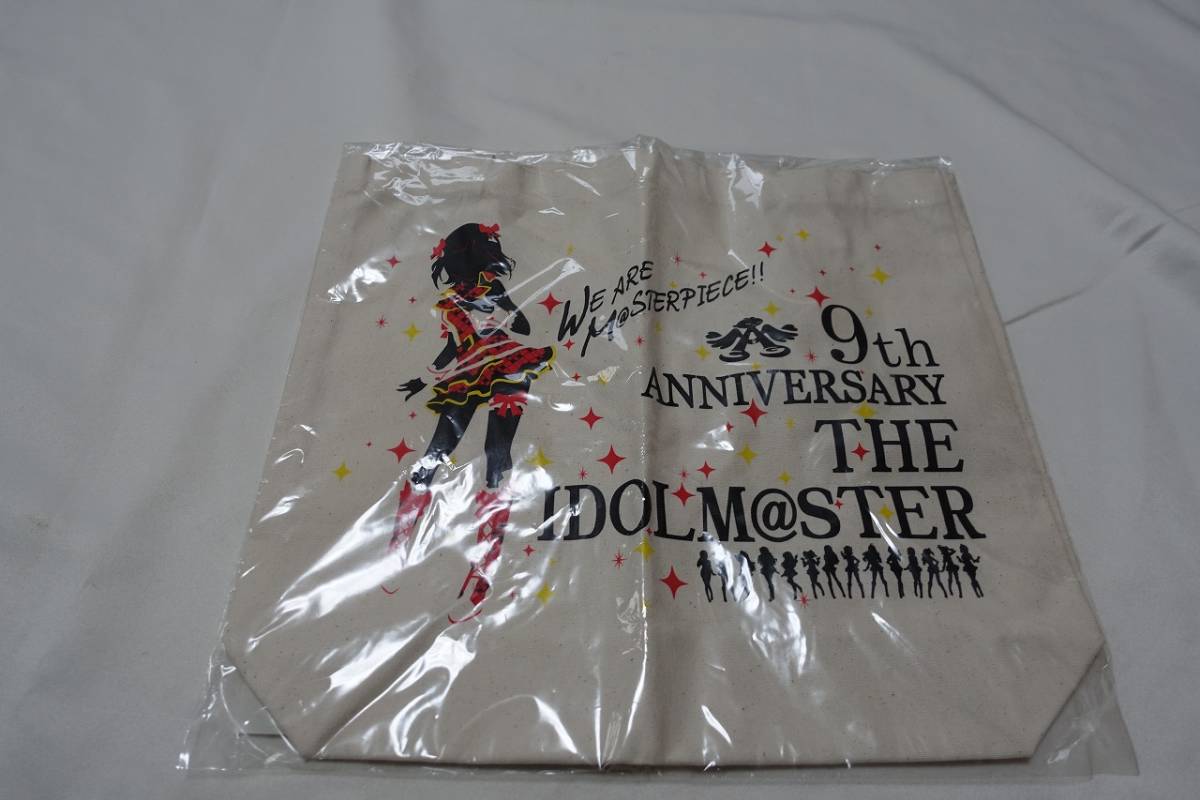 WE ARE
M@STERPIECE!!
9th
ANNIVERSARY
THE
IDOLM@STER